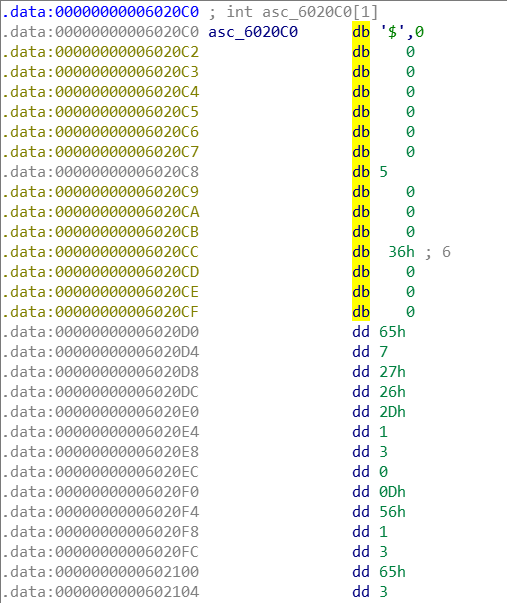 .data:00000000006020C0 ; int asc_6020C0[1]
.data:00000000006020C0 asc_6020C0 db '$',0
.data:00000000006020C2 db 0
.data:00000000006020C3 db 0
.data:00000000006020C4 db 0
.data:00000000006020C5 db 0
.data:00000000006020C6 db 0
.data:00000000006020C7 db 0
.data:00000000006020C8 db 5
.data:00000000006020C9 db 0
.data:00000000006020CA db 0
.data:00000000006020CB db 0
.data:00000000006020CC db 36h ; 6
.data:00000000006020CD db 0
.data:00000000006020CE db 0
.data:00000000006020CF db 0
.data:00000000006020D0 dd 65h
.data:00000000006020D4 dd 7
.data:00000000006020D8 dd 27h
.data:00000000006020DC dd 26h
.data:00000000006020E0 dd 2Dh
.data:00000000006020E4 dd 1
.data:00000000006020E8 dd 3
.data:00000000006020EC dd 0
.data:00000000006020F0 dd 0Dh
.data:00000000006020F4 dd 56h
.data:00000000006020F8 dd 1
.data:00000000006020FC dd 3
.data:0000000000602100 dd 65h
.data:0000000000602104 dd 3